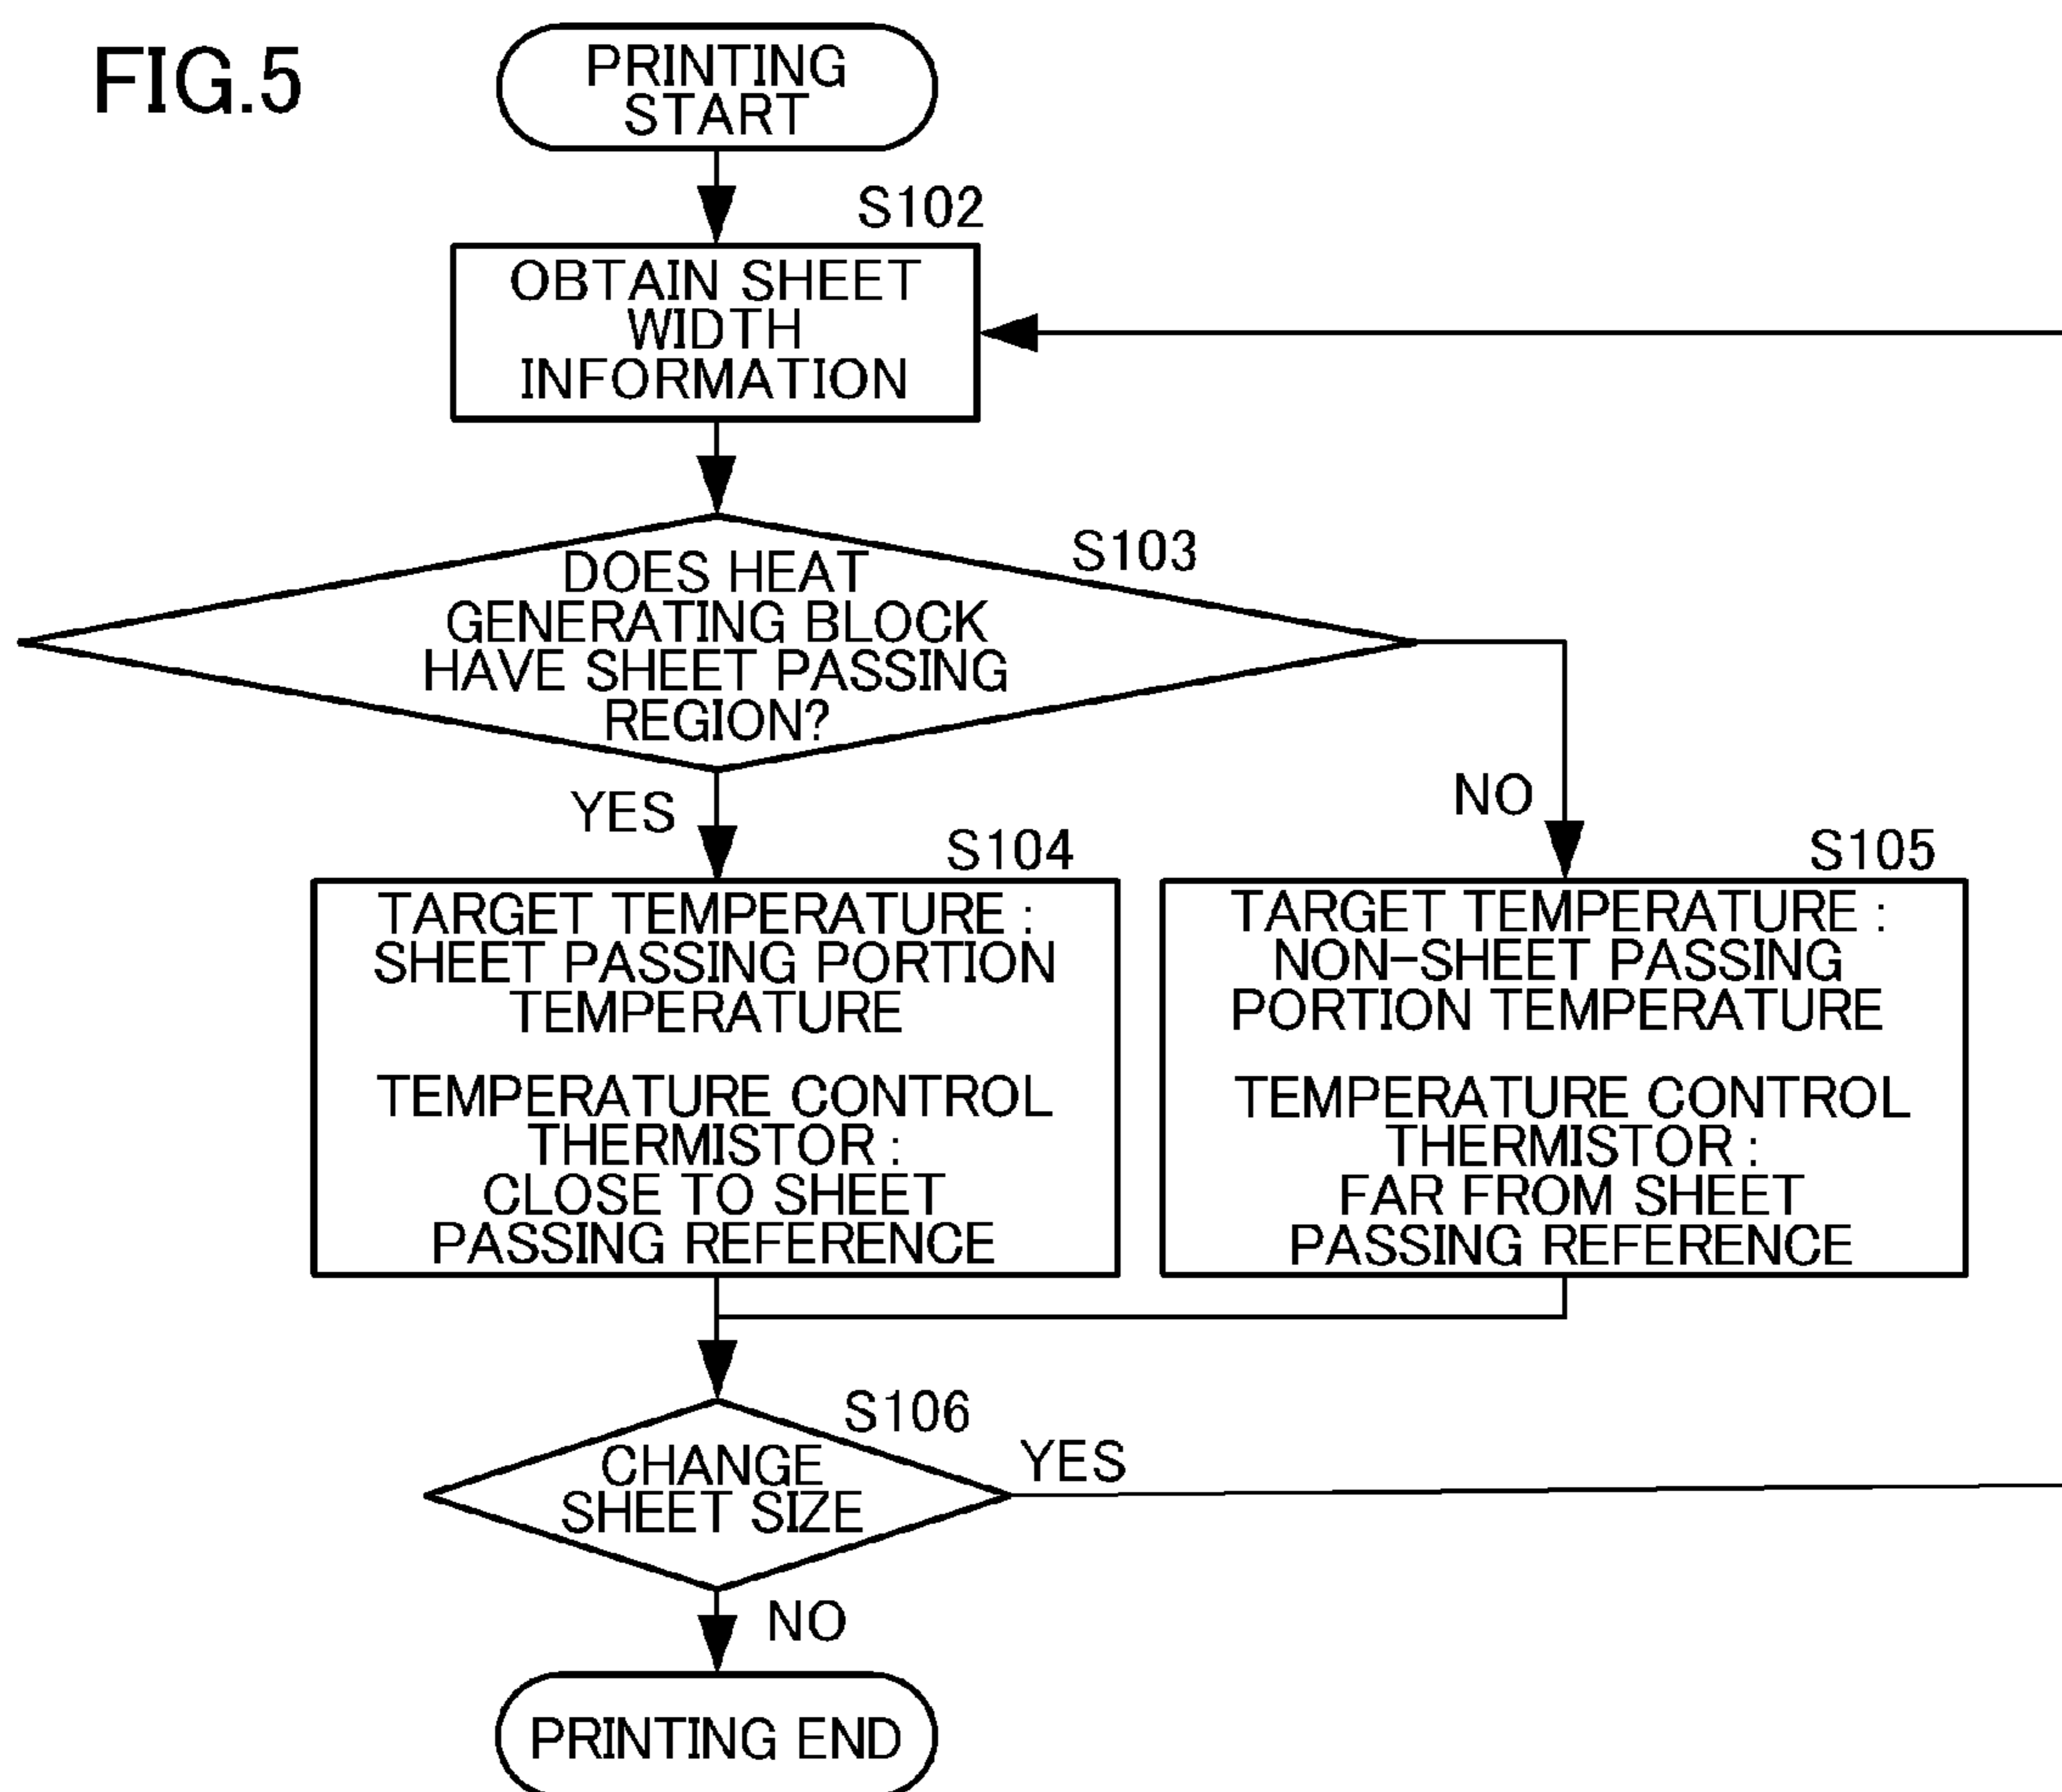 FIG.5
PRINTING
START
S102
OBTAIN SHEET
WIDTH
INFORMATION
S103
DOES HEAT
GENERATING BLOCK
HAVE SHEET PASSING
REGION?
YES
NO
S104
TARGET TEMPERATURE :
SHEET PASSING PORTION
TEMPERATURE
TEMPERATURE CONTROL
THERMISTOR :
CLOSE TO SHEET
PASSING REFERENCE
S105
TARGET TEMPERATURE :
NON-SHEET PASSING
PORTION TEMPERATURE
TEMPERATURE CONTROL
THERMISTOR :
FAR FROM SHEET
PASSING REFERENCE
S106
CHANGE
SHEET SIZE
YES
NO
PRINTING END